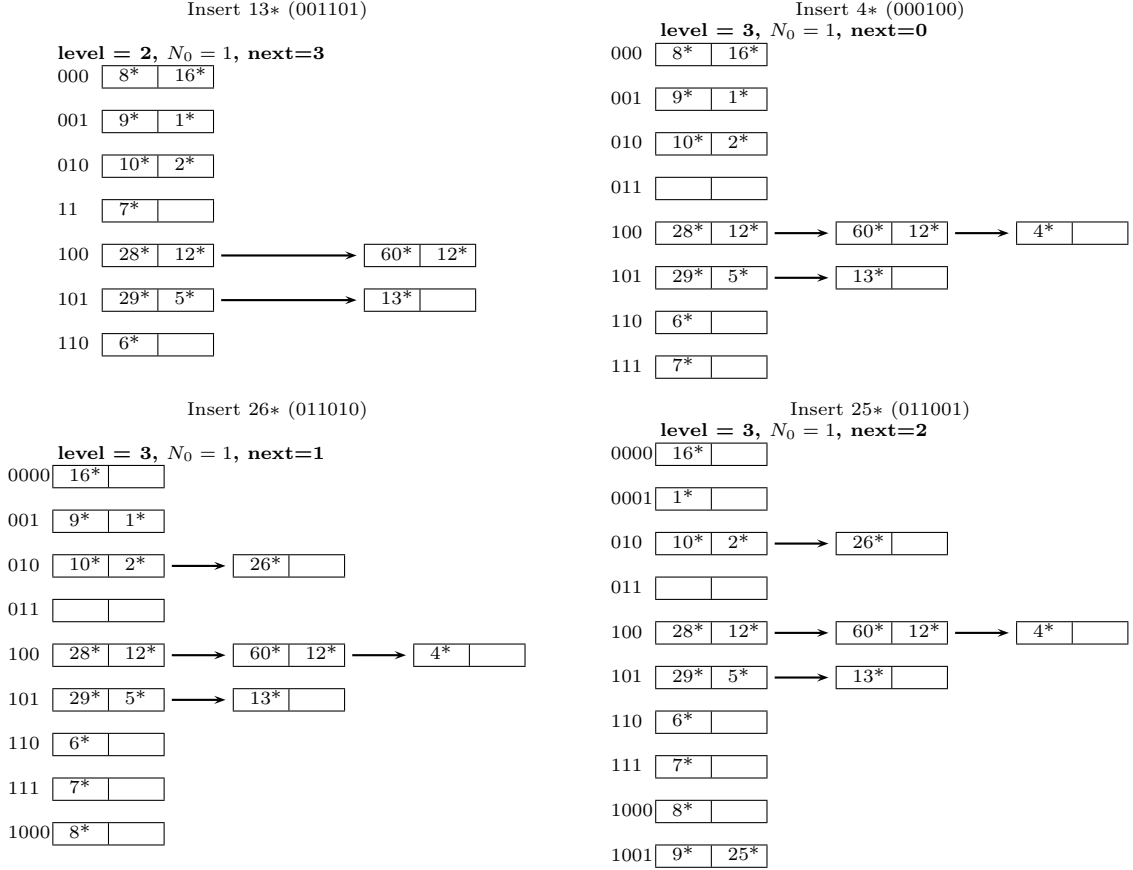 Insert 13∗ (001101)
level = 2, N0 = 1, next=3
000 8* 16*
001 9* 1*
010 10* 2*
11 7*
100 28* 12* 60* 12*
101 29* 5* 13*
110 6*
Insert 4∗ (000100)
level = 3, N0 = 1, next=0
000 8* 16*
001 9* 1*
010 10* 2*
011
100 28* 12* 60* 12* 4*
101 29* 5* 13*
110 6*
111 7*
Insert 26∗ (011010)
level = 3, N0 = 1, next=1
0000 16*
001 9* 1*
010 10* 2* 26*
011
100 28* 12* 60* 12* 4*
101 29* 5* 13*
110 6*
111 7*
1000 8*
Insert 25∗ (011001)
level = 3, N0 = 1, next=2
0000 16*
0001 1*
010 10* 2* 26*
011
100 28* 12* 60* 12* 4*
101 29* 5* 13*
110 6*
111 7*
1000 8*
1001 9* 25*